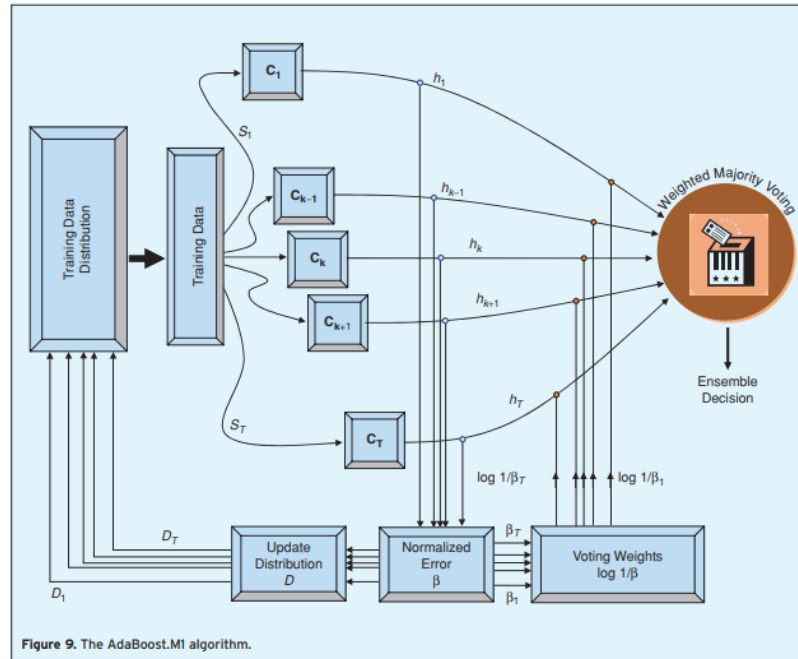 C1
h1
S1
Weighted Majority Voting
Training Data
Distribution
Training Data
Ck–1
hk–1
Ck
hk
Ck+1
hk+1
Ensemble
Decision
hT
ST
CT
log 1/βT
log 1/β1
DT
D1
Update
Distribution
D
Normalized
Error
β
βT
β1
Voting Weights
log 1/β
Figure 9. The AdaBoost.M1 algorithm.